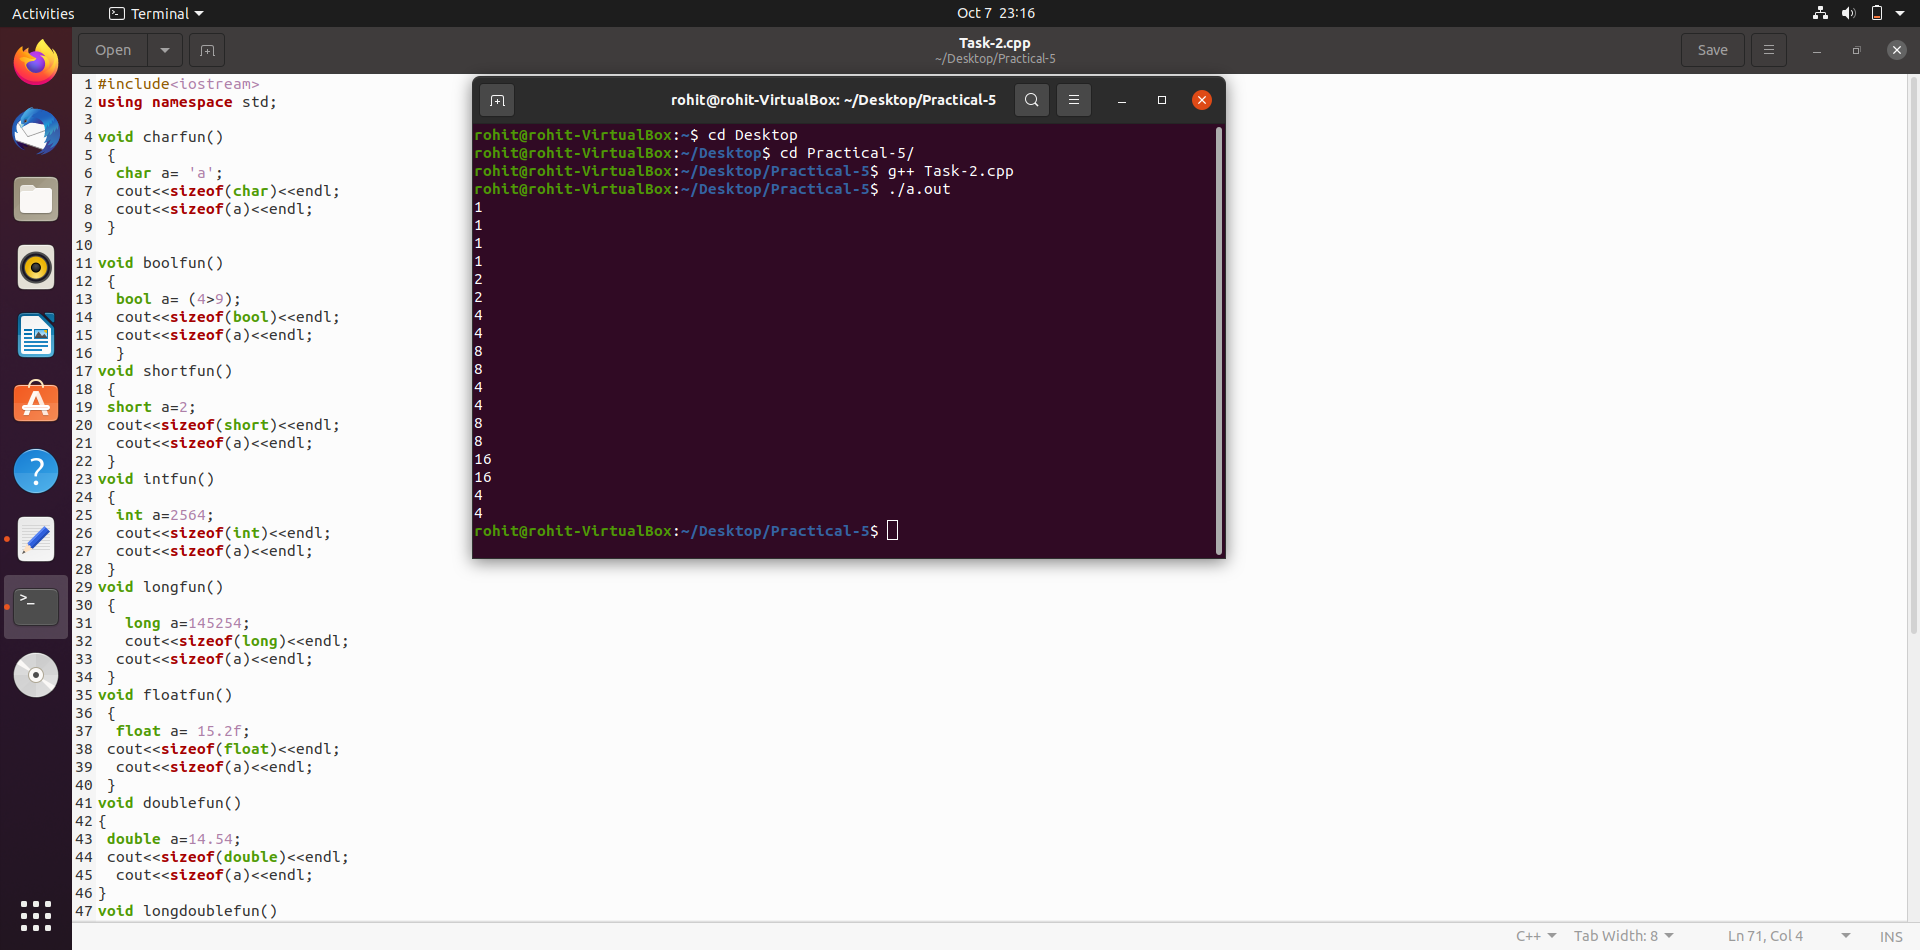 Activities Terminal Oct 7 23:16
Open Task-2.cpp Save
~/Desktop/Practical-5
1 #include<iostream>
2 using namespace std;
3
4 void charfun()
5  {
6   char a= 'a';
7   cout<<sizeof(char)<<endl;
8   cout<<sizeof(a)<<endl;
9  }
10
11 void boolfun()
12  {
13   bool a= (4>9);
14   cout<<sizeof(bool)<<endl;
15   cout<<sizeof(a)<<endl;
16   }
17 void shortfun()
18  {
19  short a=2;
20  cout<<sizeof(short)<<endl;
21   cout<<sizeof(a)<<endl;
22  }
23 void intfun()
24  {
25   int a=2564;
26   cout<<sizeof(int)<<endl;
27   cout<<sizeof(a)<<endl;
28  }
29 void longfun()
30  {
31    long a=145254;
32    cout<<sizeof(long)<<endl;
33   cout<<sizeof(a)<<endl;
34  }
35 void floatfun()
36  {
37   float a= 15.2f;
38  cout<<sizeof(float)<<endl;
39   cout<<sizeof(a)<<endl;
40  }
41 void doublefun()
42 {
43  double a=14.54;
44  cout<<sizeof(double)<<endl;
45   cout<<sizeof(a)<<endl;
46 }
47 void longdoublefun()
rohit@rohit-VirtualBox: ~/Desktop/Practical-5
rohit@rohit-VirtualBox:~$ cd Desktop
rohit@rohit-VirtualBox:~/Desktop$ cd Practical-5/
rohit@rohit-VirtualBox:~/Desktop/Practical-5$ g++ Task-2.cpp
rohit@rohit-VirtualBox:~/Desktop/Practical-5$ ./a.out
1
1
1
1
2
2
4
4
8
8
4
4
8
8
16
16
4
4
rohit@rohit-VirtualBox:~/Desktop/Practical-5$
C++ Tab Width: 8 Ln 71, Col 4 INS